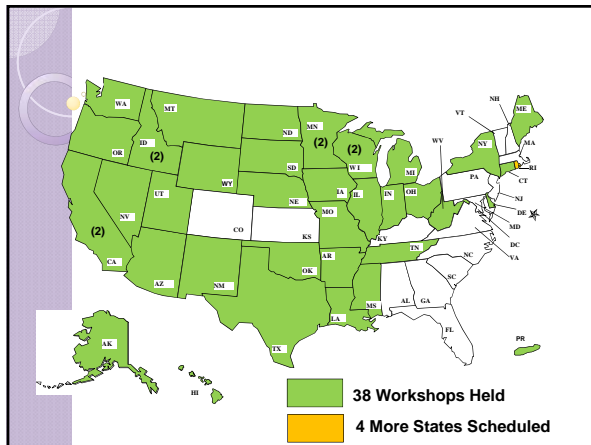 WA
MT
ND
MN
(2)
(2)
OR
ID
(2)
SD
WI
MI
NY
VT
NH
ME
MA
RI
CT
WV
PA
NJ
DE
MD
DC
VA
WY
IA
NE
IL
IN
OH
NV
UT
CO
KS
MO
KY
(2)
CA
AZ
NM
OK
AR
TN
NC
SC
MS
AL
GA
LA
TX
FL
AK
HI
PR
38 Workshops Held
4 More States Scheduled